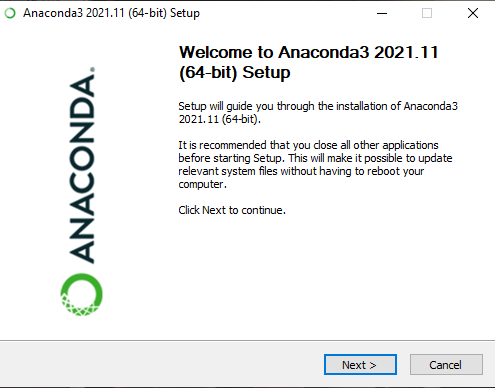 Anaconda3 2021.11 (64-bit) Setup
Welcome to Anaconda3 2021.11
(64-bit) Setup
Setup will guide you through the installation of Anaconda3
2021.11 (64-bit).
It is recommended that you close all other applications
before starting Setup. This will make it possible to update
relevant system files without having to reboot your
computer.
Click Next to continue.
ANACONDA.
Next >
Cancel